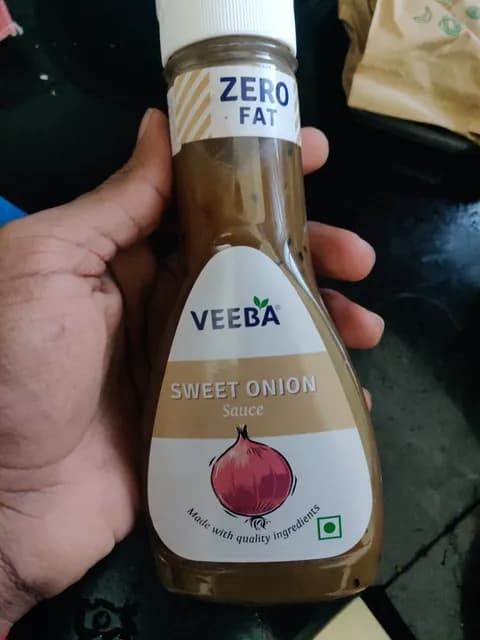 ZERO
FAT
VEEBA
SWEET ONION
Sauce
Made with quality ingredients